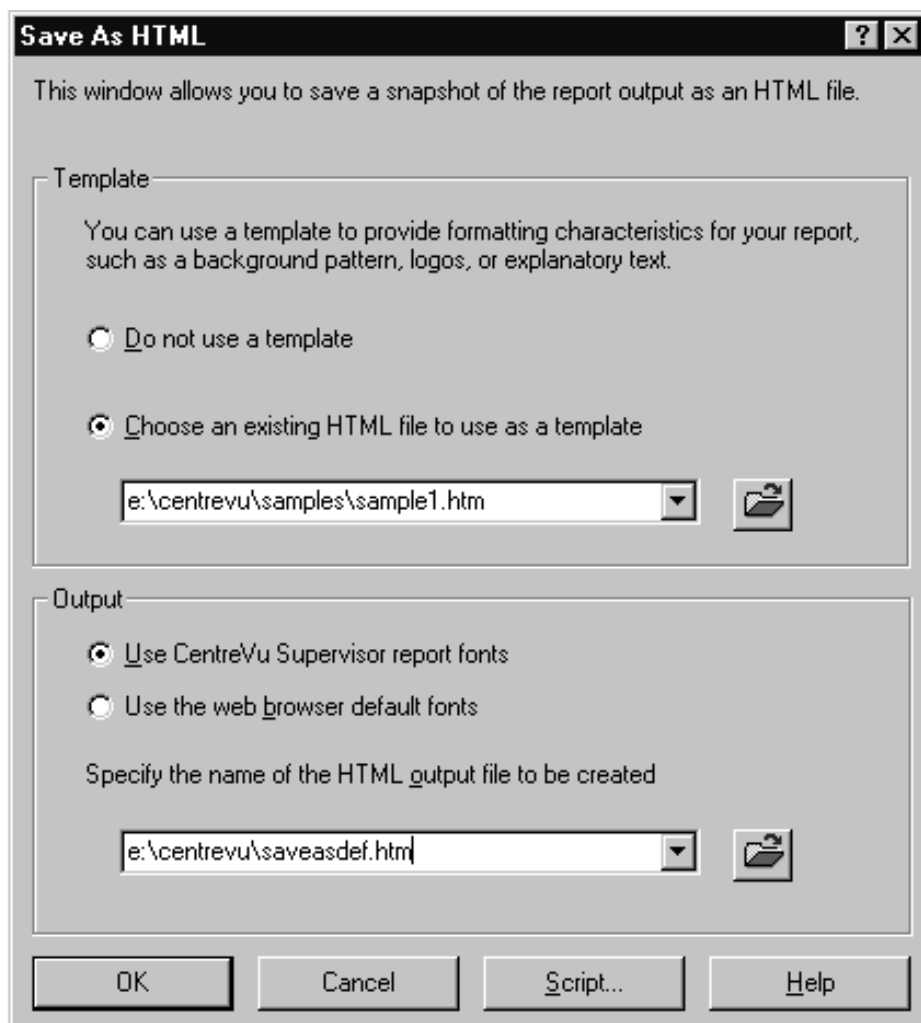 Save As HTML
?
This window allows you to save a snapshot of the report output as an HTML file.
Template
You can use a template to provide formatting characteristics for your report,
such as a background pattern, logos, or explanatory text.
Do not use a template
Choose an existing HTML file to use as a template
e:\centrevu\samples\sample1.htm
Output
Use CentreVu Supervisor report fonts
Use the web browser default fonts
Specify the name of the HTML output file to be created
e:\centrevu\saveasdef.htm
OK Cancel Script... Help